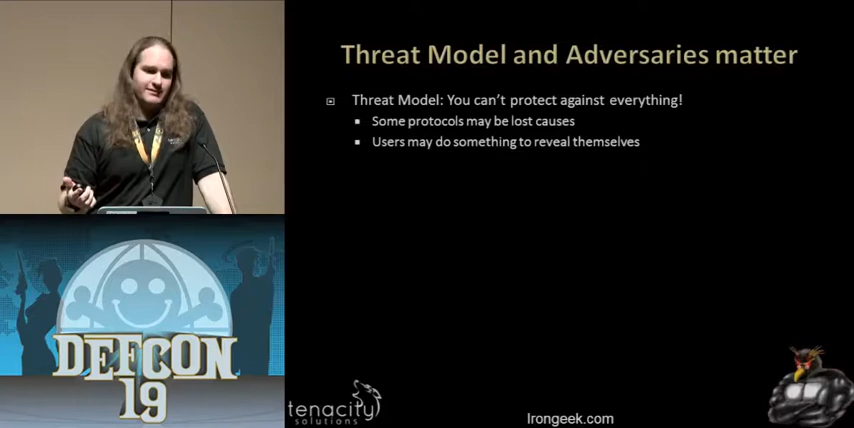 Threat Model and Adversaries matter
Threat Model: You can't protect against everything!
Some protocols may be lost causes
Users may do something to reveal themselves
DEFCON
19
tenacity
solutions
Irongeek.com